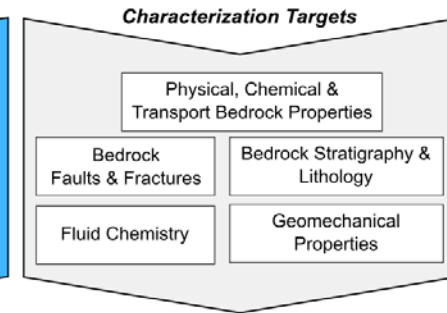 Characterization Targets
Physical, Chemical &
Transport Bedrock Properties
Bedrock
Faults & Fractures
Bedrock Stratigraphy &
Lithology
Fluid Chemistry
Geomechanical
Properties